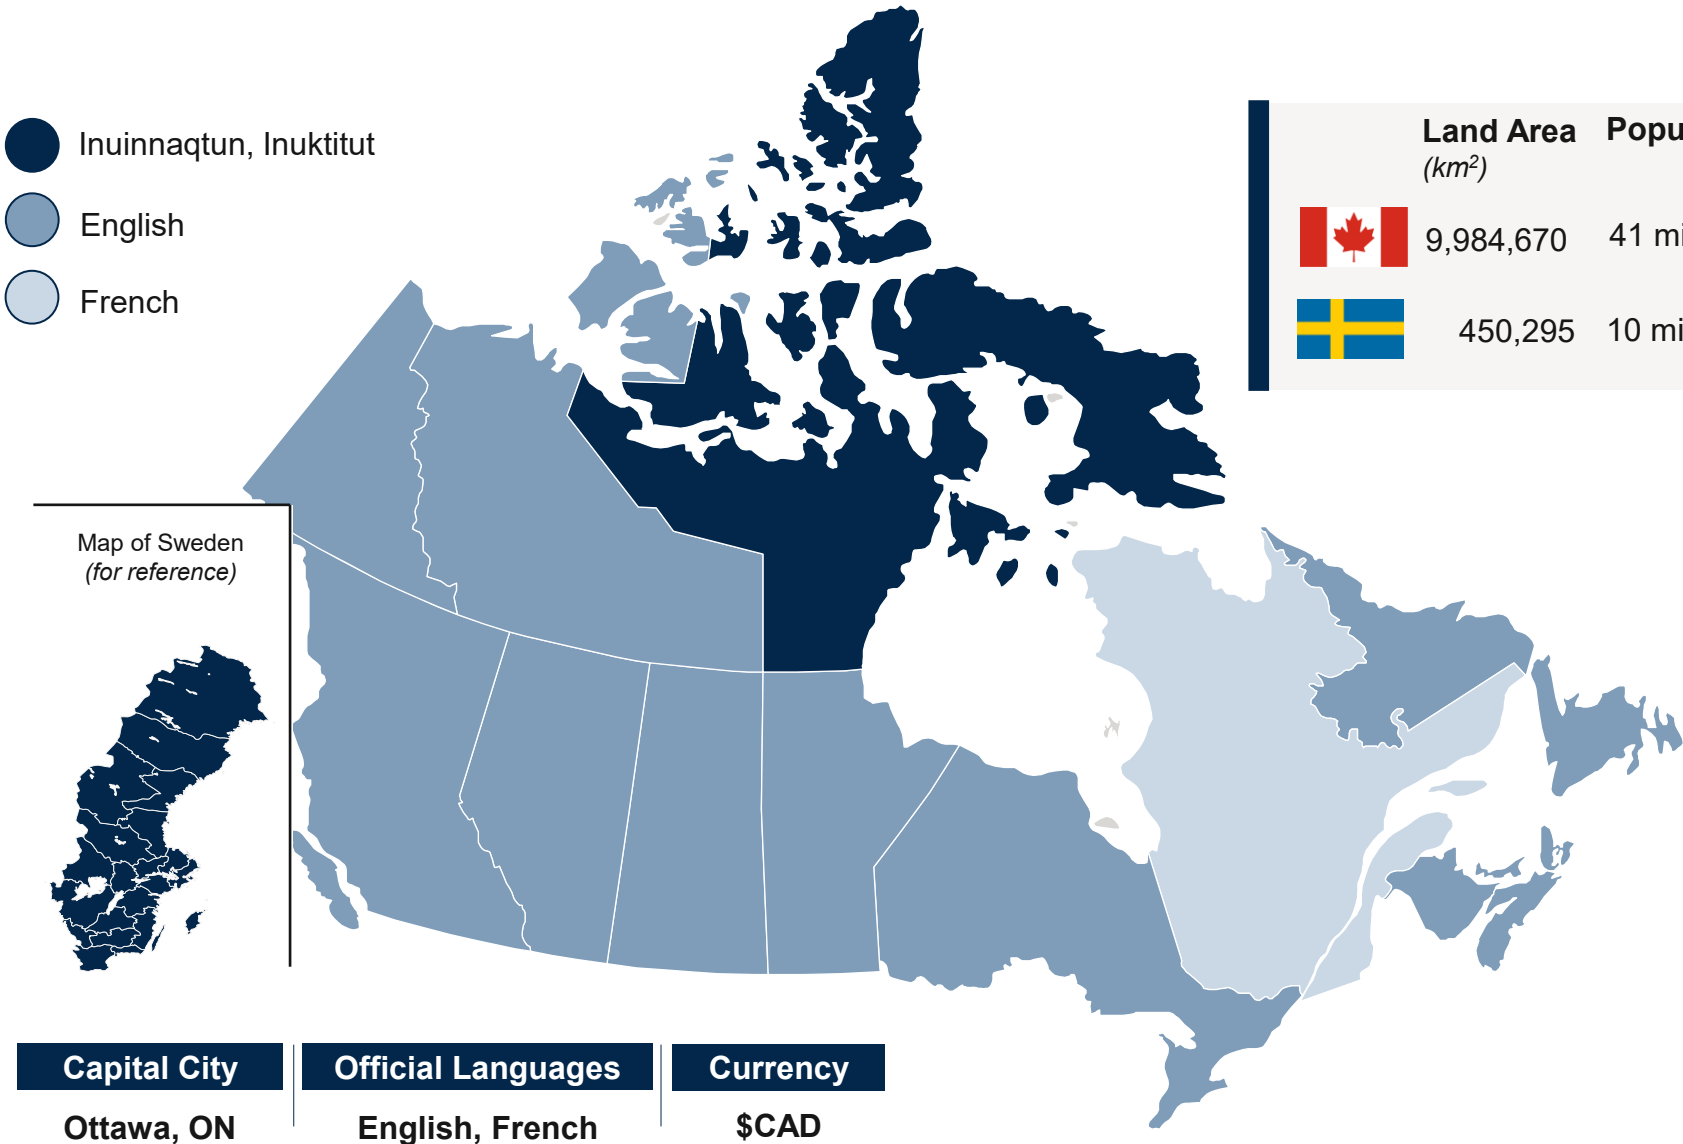 Inuinnaqtun, Inuktitut
English
French
Land Area Popu
(km²)
9,984,670 41 mi
450,295 10 mi
Map of Sweden
(for reference)
Capital City
Ottawa, ON
Official Languages
English, French
Currency
$CAD